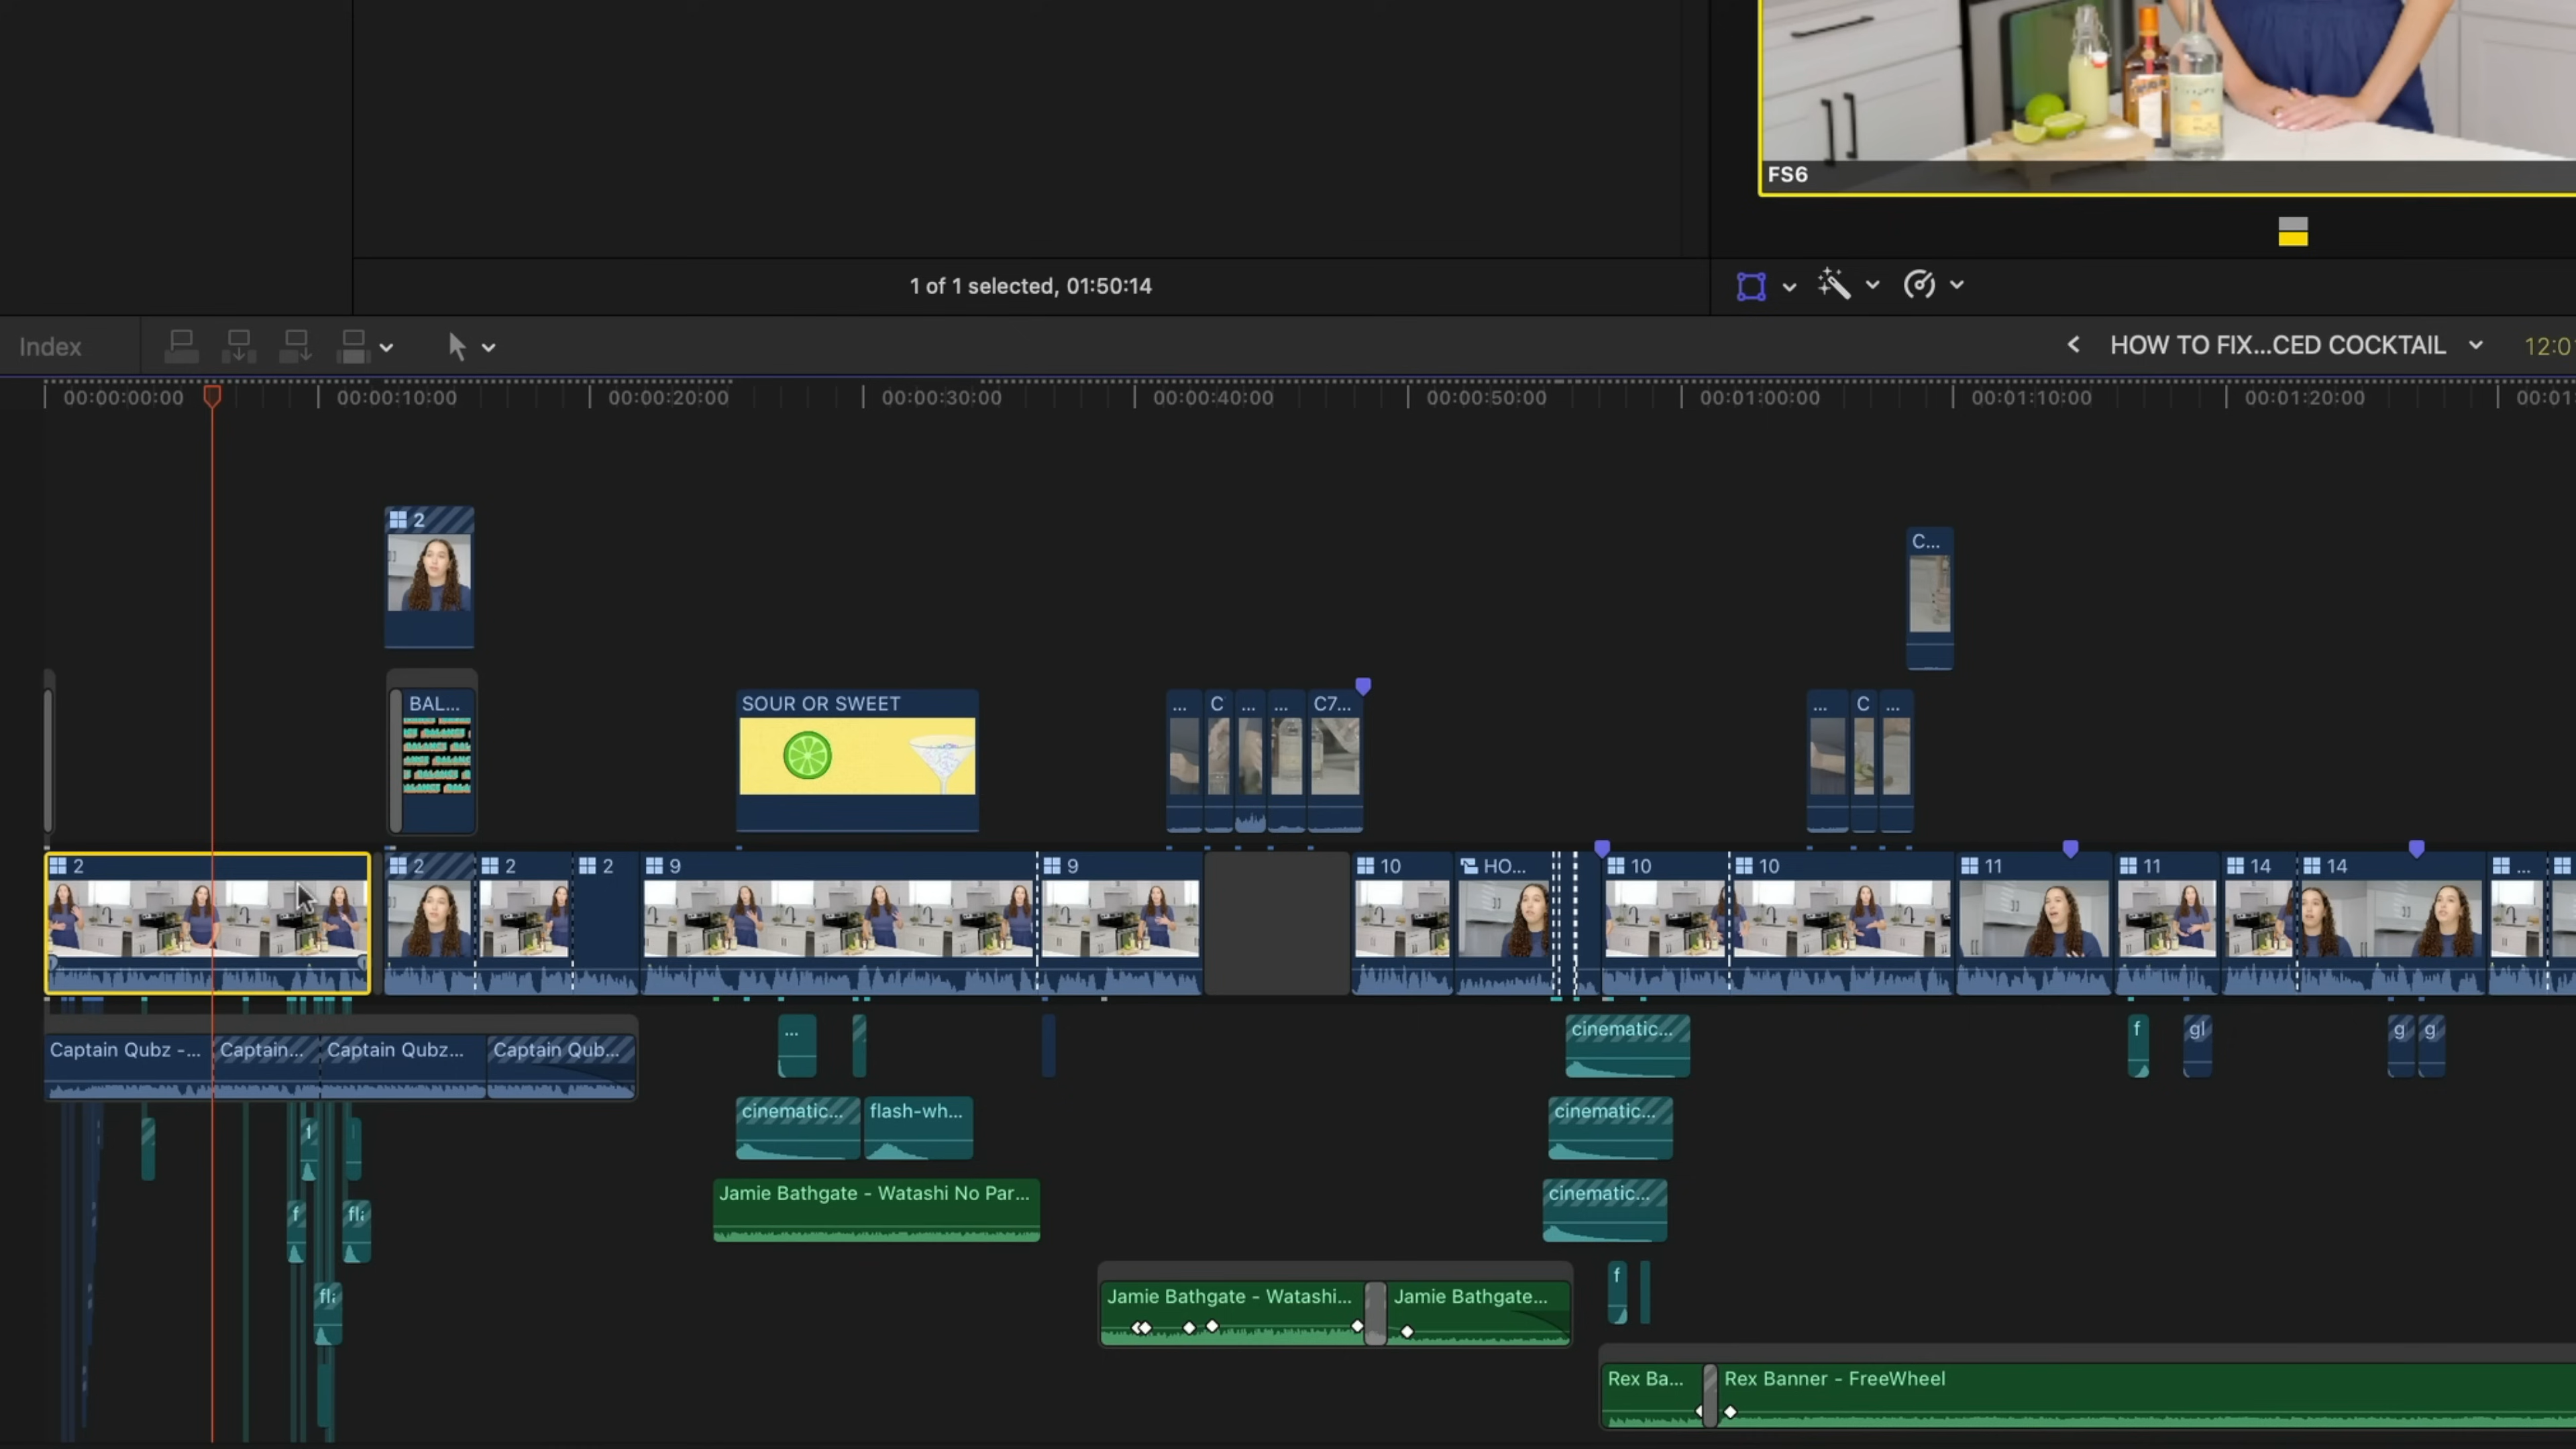 FS6
1 of 1 selected, 01:50:14
Index
HOW TO FIX...CED COCKTAIL
12:0
00:00:00:00
00:00:10:00
00:00:20:00
00:00:30:00
00:00:40:00
00:00:50:00
00:01:00:00
00:01:10:00
00:01:20:00
00:01:
2
C...
BAL...
SOUR OR SWEET
...
C
...
...
C7...
...
C
...
2
2
2
2
9
9
10
HO...
10
10
11
11
14
14
...
Captain Qubz -...
Captain...
Captain Qubz...
Captain Qub...
...
cinematic...
f
gl
g
g
cinematic...
flash-wh...
cinematic...
Jamie Bathgate - Watashi No Par...
cinematic...
f
fl
fl
Jamie Bathgate - Watashi...
Jamie Bathgate...
f
Rex Ba...
Rex Banner - FreeWheel